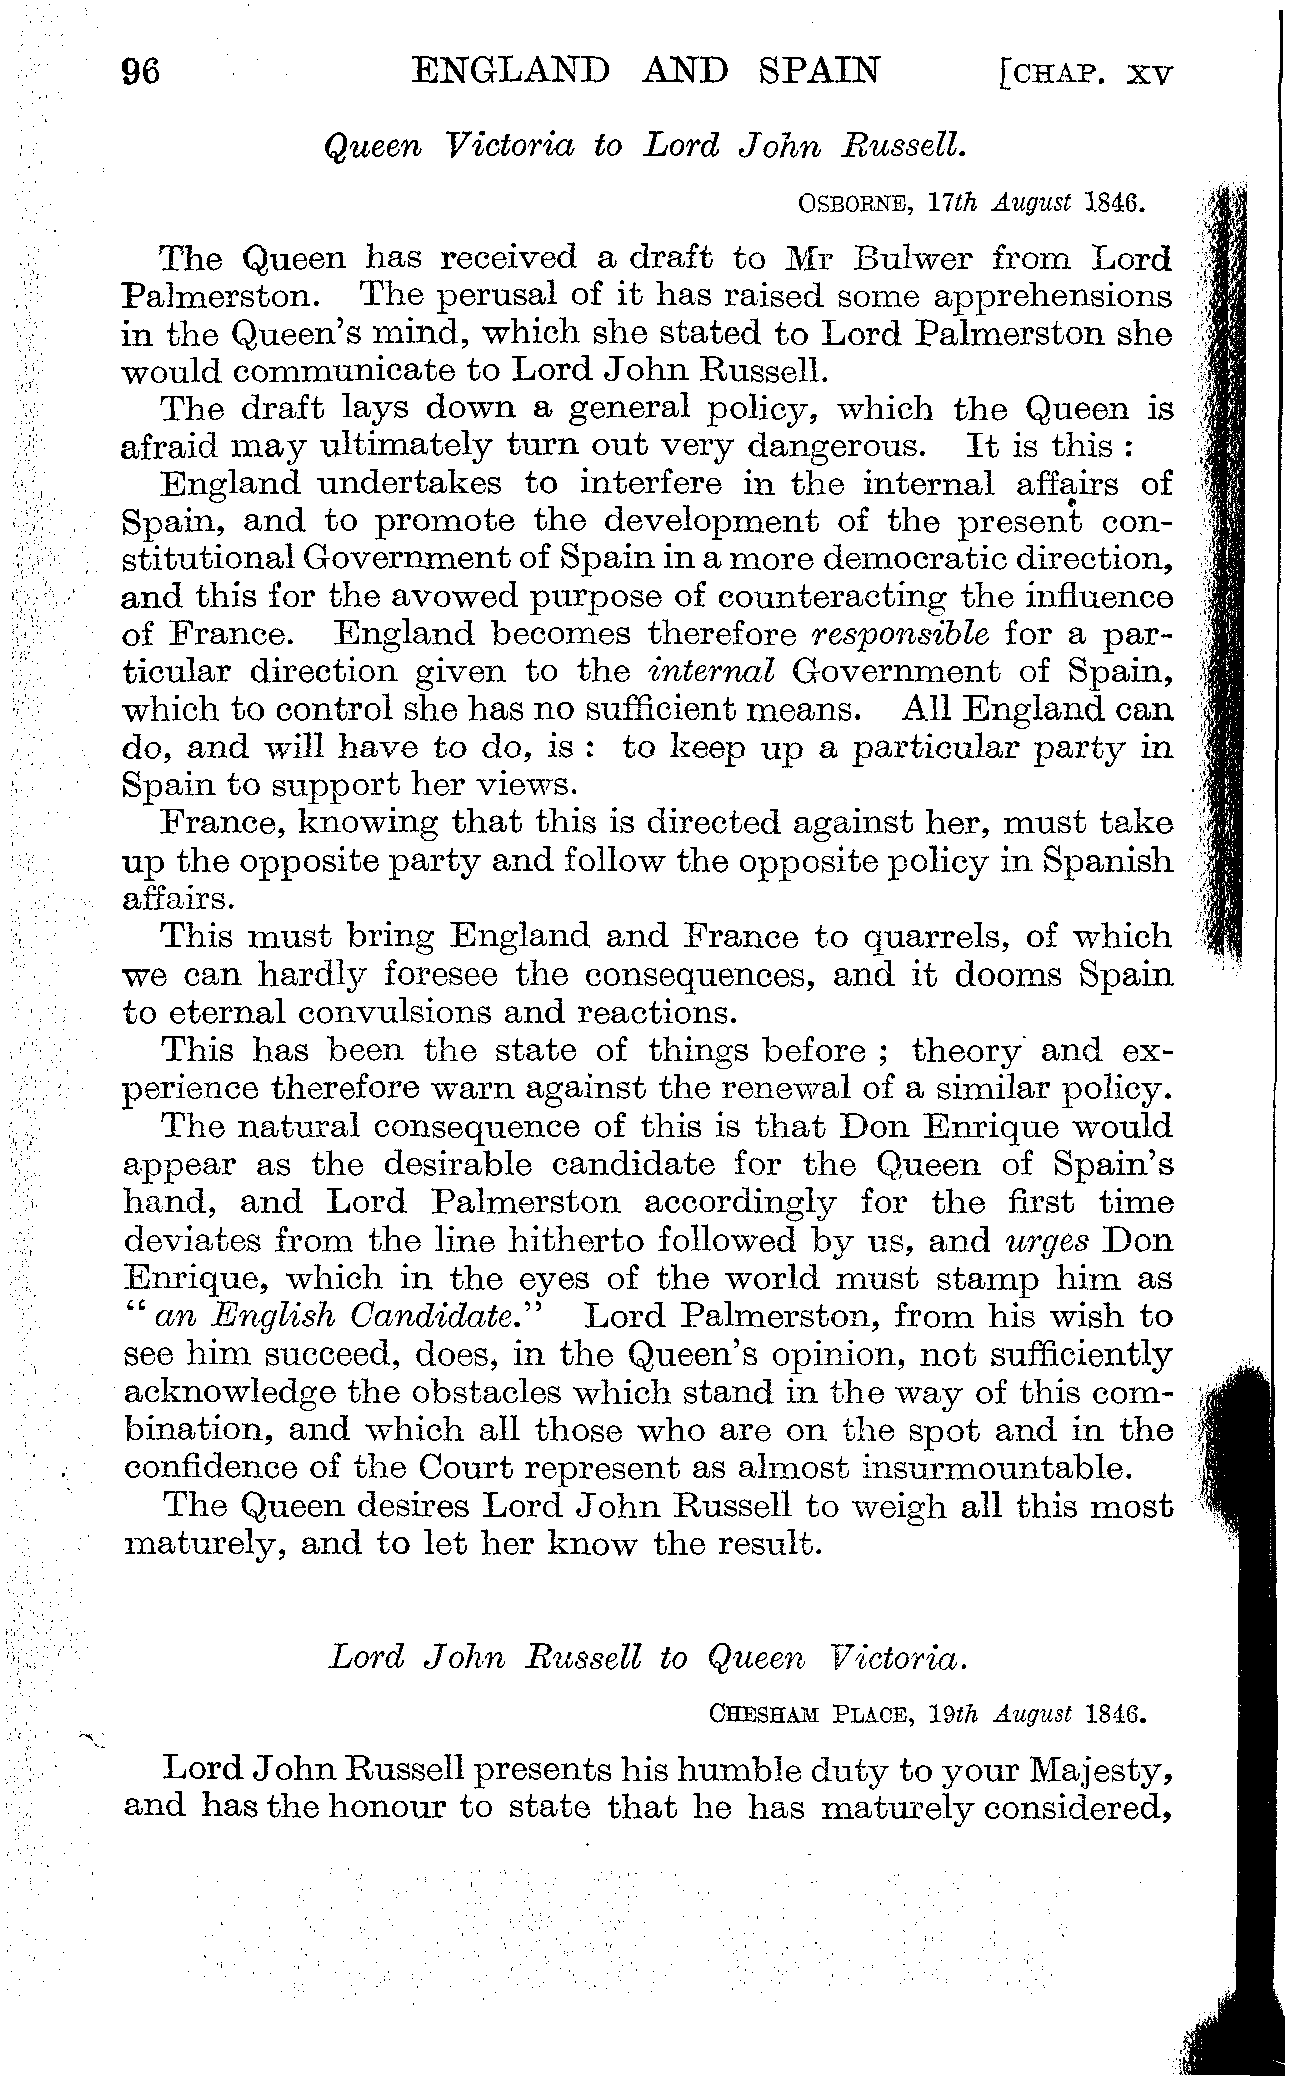 96 ENGLAND AND SPAIN [CHAP. XV
Queen Victoria to Lord John Russell.
OSBORNE, 17th August 1846.
The Queen has received a draft to Mr Bulwer from Lord
Palmerston. The perusal of it has raised some apprehensions
in the Queen's mind, which she stated to Lord Palmerston she
would communicate to Lord John Russell.
The draft lays down a general policy, which the Queen is
afraid may ultimately turn out very dangerous. It is this :
England undertakes to interfere in the internal affairs of
Spain, and to promote the development of the present con-
stitutional Government of Spain in a more democratic direction,
and this for the avowed purpose of counteracting the influence
of France. England becomes therefore responsible for a par-
ticular direction given to the internal Government of Spain,
which to control she has no sufficient means. All England can
do, and will have to do, is : to keep up a particular party in
Spain to support her views.
France, knowing that this is directed against her, must take
up the opposite party and follow the opposite policy in Spanish
affairs.
This must bring England and France to quarrels, of which
we can hardly foresee the consequences, and it dooms Spain
to eternal convulsions and reactions.
This has been the state of things before ; theory and ex-
perience therefore warn against the renewal of a similar policy.
The natural consequence of this is that Don Enrique would
appear as the desirable candidate for the Queen of Spain's
hand, and Lord Palmerston accordingly for the first time
deviates from the line hitherto followed by us, and urges Don
Enrique, which in the eyes of the world must stamp him as
"an English Candidate." Lord Palmerston, from his wish to
see him succeed, does, in the Queen's opinion, not sufficiently
acknowledge the obstacles which stand in the way of this com-
bination, and which all those who are on the spot and in the
confidence of the Court represent as almost insurmountable.
The Queen desires Lord John Russell to weigh all this most
maturely, and to let her know the result.
Lord John Russell to Queen Victoria.
CHESHAM PLACE, 19th August 1846.
Lord John Russell presents his humble duty to your Majesty,
and has the honour to state that he has maturely considered,